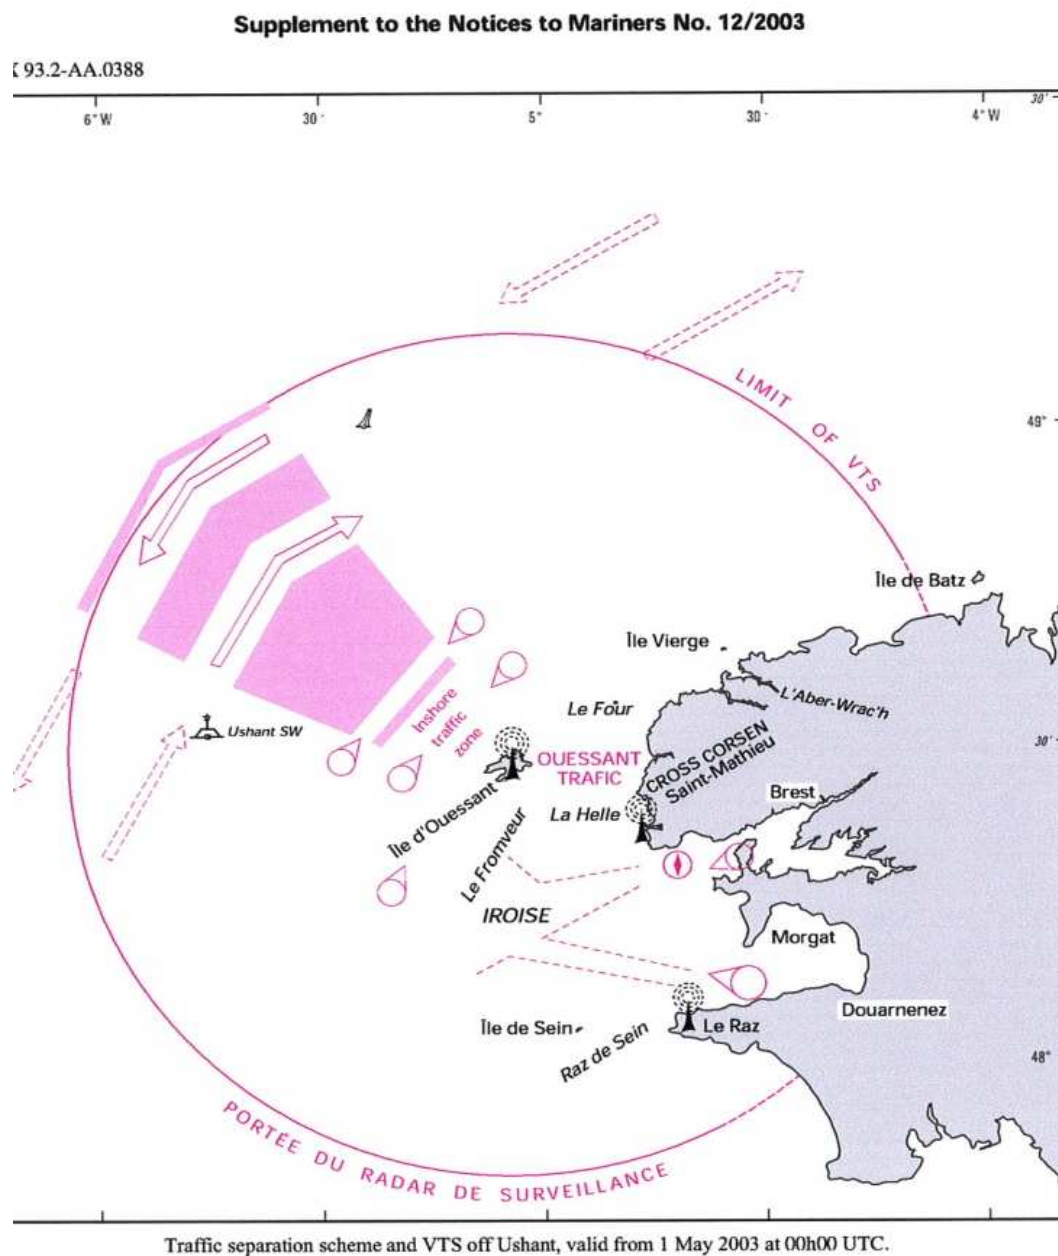 Supplement to the Notices to Mariners No. 12/2003
93.2-AA.0388
6° W
30'
5°
30'
4° W
30'
LIMIT OF VTS
49°
Île de Batz
Île Vierge
L'Aber-Wrac'h
Le Four
Inshore
traffic
zone
Ushant SW
OUESSANT
TRAFIC
CROSS CORSEN
Saint-Mathieu
30'
Brest
La Helle
Île d'Ouessant
Le Fromveur
IROISE
Morgat
Douarnenez
Île de Sein
Raz de Sein
Le Raz
48°
PORTÉE DU RADAR DE SURVEILLANCE
Traffic separation scheme and VTS off Ushant, valid from 1 May 2003 at 00h00 UTC.